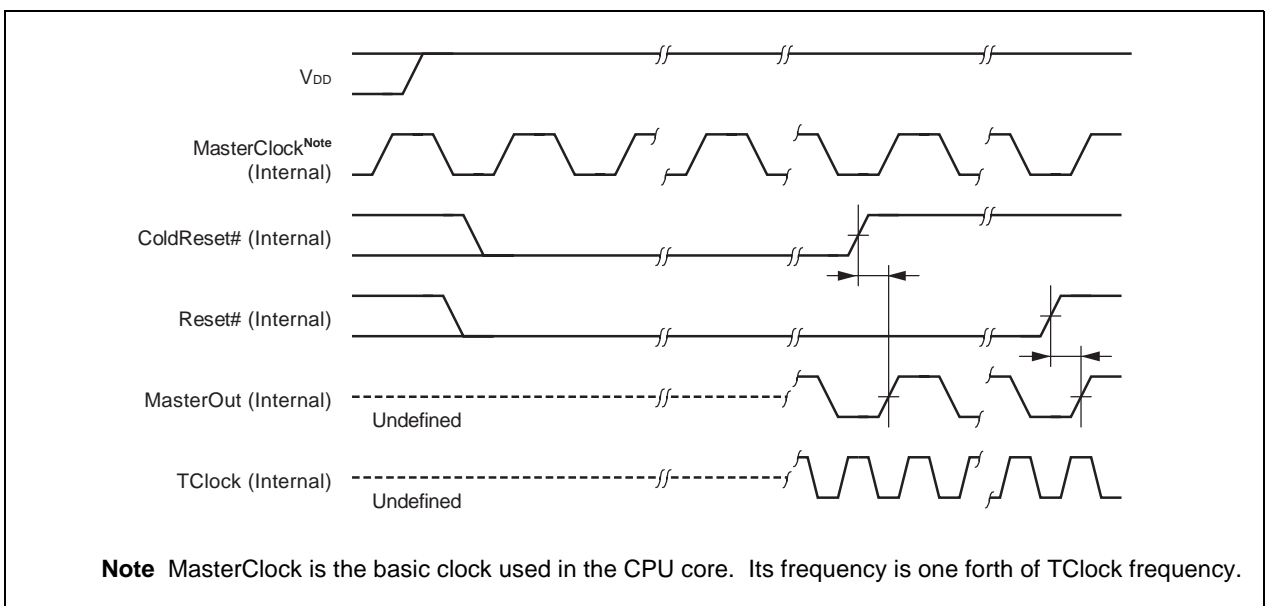 VDD
MasterClockNote
(Internal)
ColdReset# (Internal)
Reset# (Internal)
MasterOut (Internal)
Undefined
TClock (Internal)
Undefined
Note MasterClock is the basic clock used in the CPU core. Its frequency is one forth of TClock frequency.